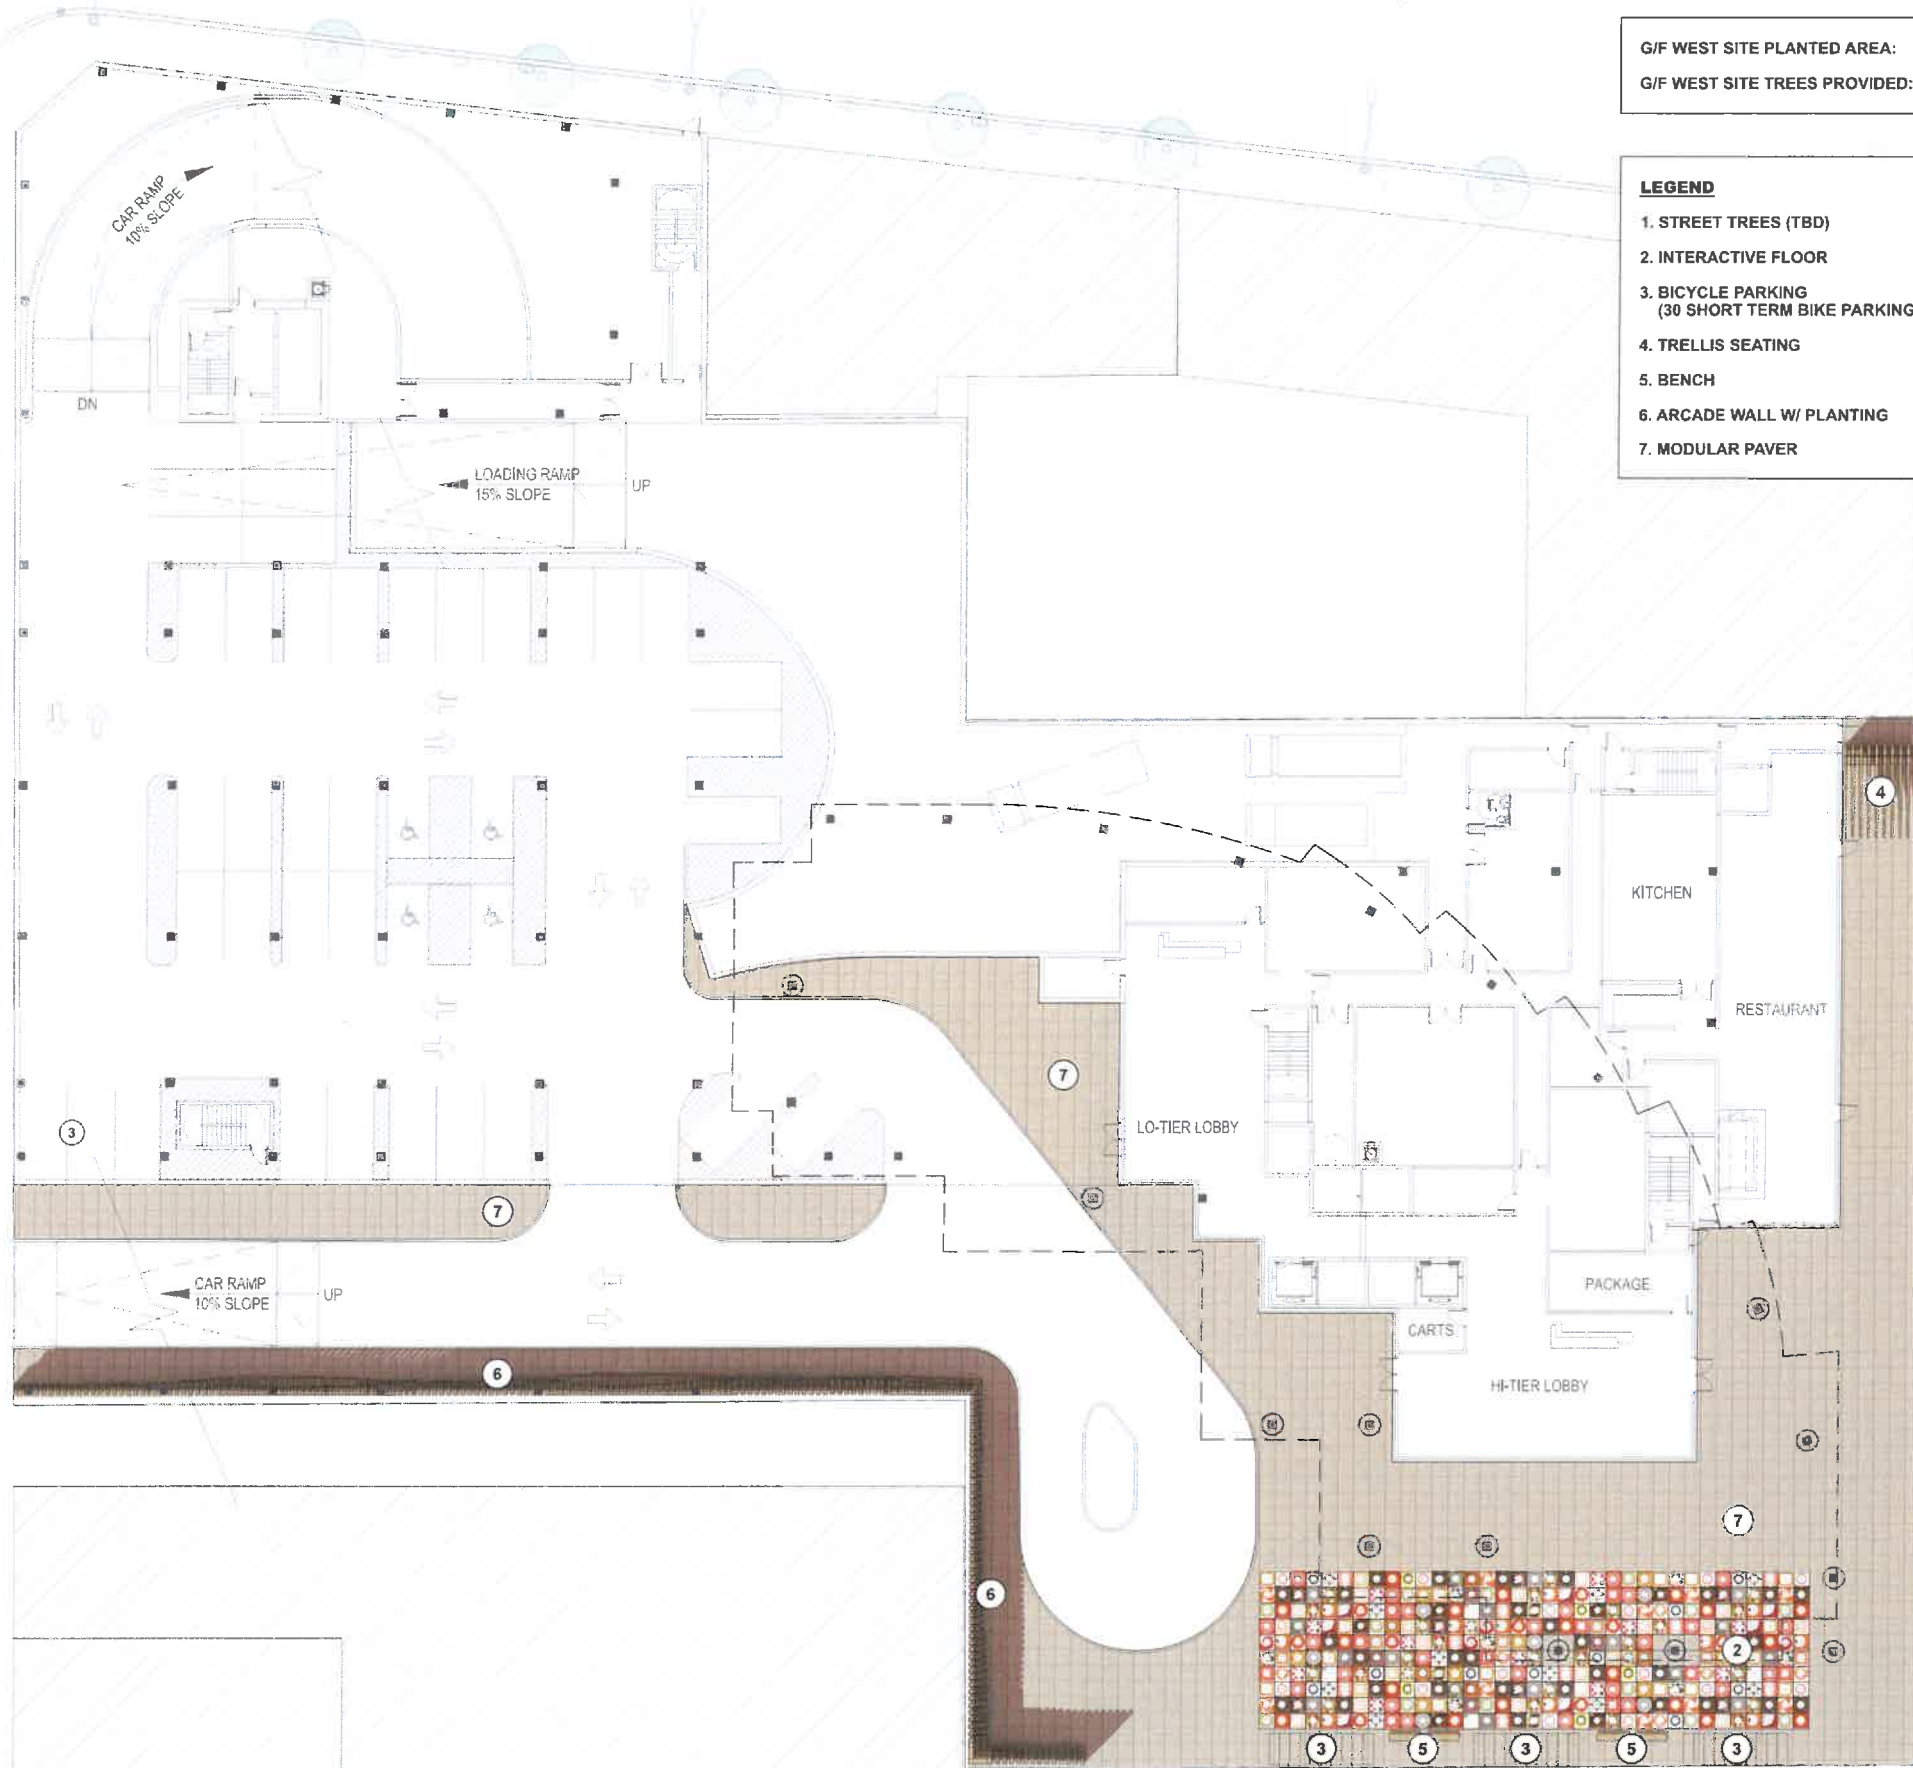 G/F WEST SITE PLANTED AREA:
G/F WEST SITE TREES PROVIDED:
LEGEND
1. STREET TREES (TBD)
2. INTERACTIVE FLOOR
3. BICYCLE PARKING
(30 SHORT TERM BIKE PARKING
4. TRELLIS SEATING
5. BENCH
6. ARCADE WALL W/ PLANTING
7. MODULAR PAVER
CAR RAMP
10% SLOPE
DN
LOADING RAMP
15% SLOPE
UP
4
KITCHEN
RESTAURANT
7
LO-TIER LOBBY
3
7
CAR RAMP
10% SLOPE
UP
PACKAGE
CARTS
HI-TIER LOBBY
6
7
6
2
3
5
3
5
3